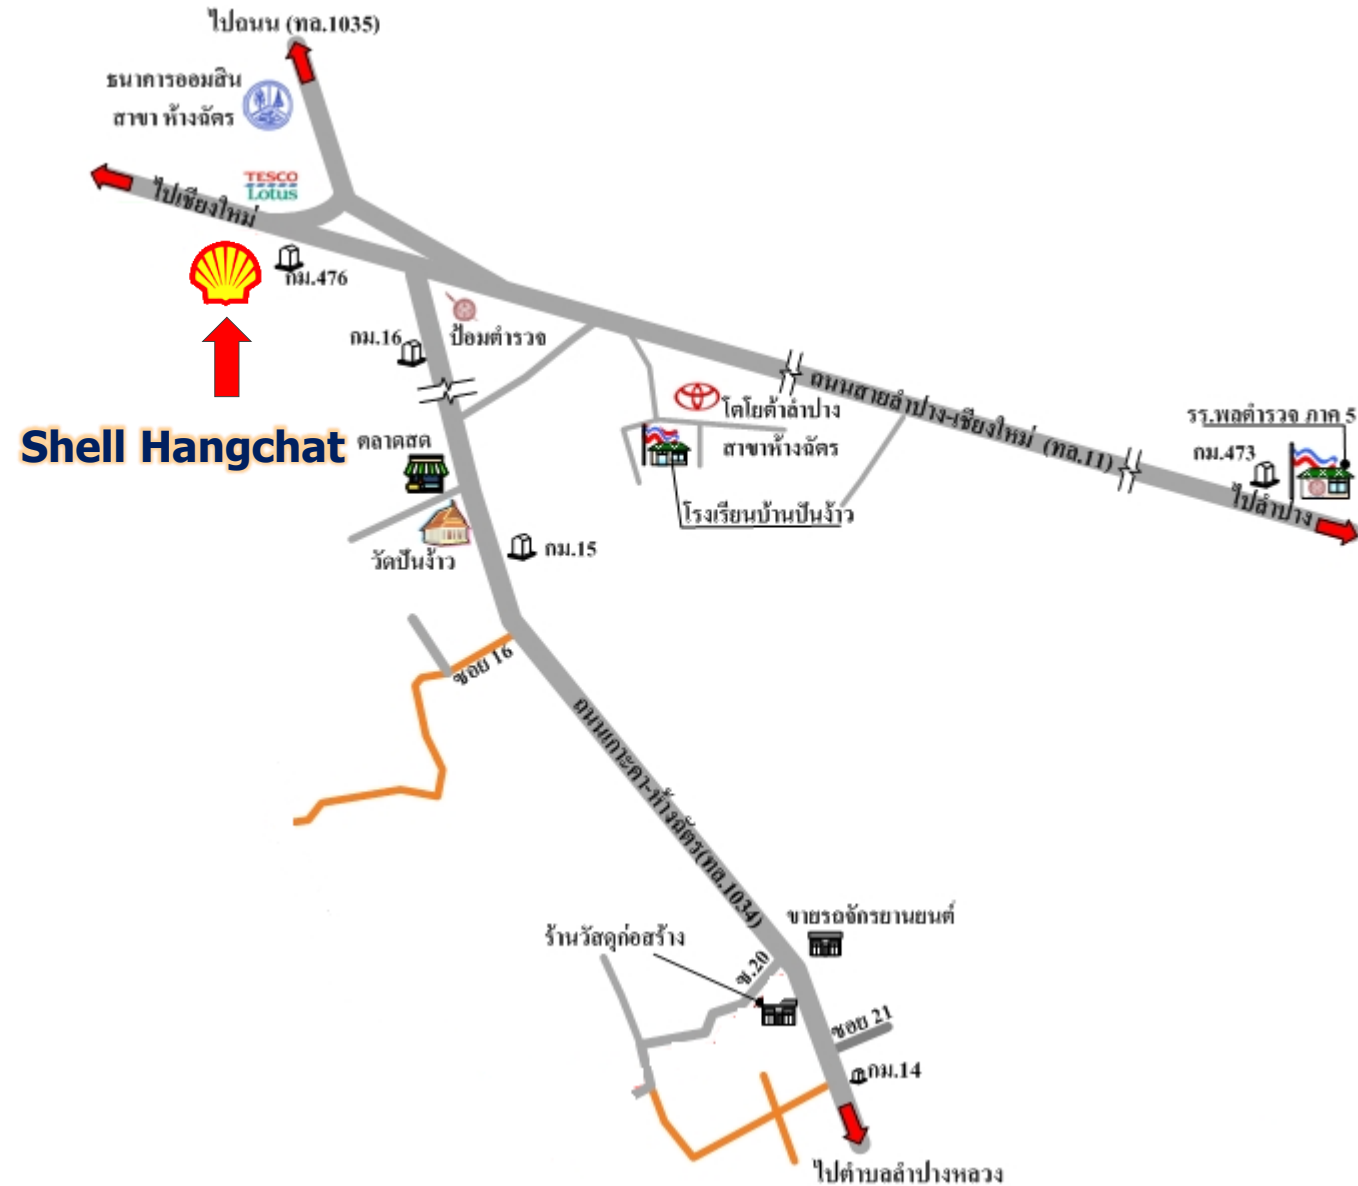 ไปถนน (ทล.1035)
ธนาคารออมสิน
สาขา ห้างฉัตร
TESCO
Lotus
ไปเชียงใหม่
กม.476
กม.16
ป้อมตำรวจ
ถนนสายลำปาง-เชียงใหม่ (ทล.11)
โตโยต้าลำปาง
สาขาห้างฉัตร
รร.พลตำรวจ ภาค 5
กม.473
ไปลำปาง
Shell Hangchat
ตลาดสด
โรงเรียนบ้านปันง้าว
วัดปันง้าว
กม.15
ซอย 16
ถนนเกาะคา-ห้างฉัตร(ทล.1034)
ขายรถจักรยานยนต์
ร้านวัสดุก่อสร้าง
ซ.20
ซอย 21
กม.14
ไปตำบลลำปางหลวง